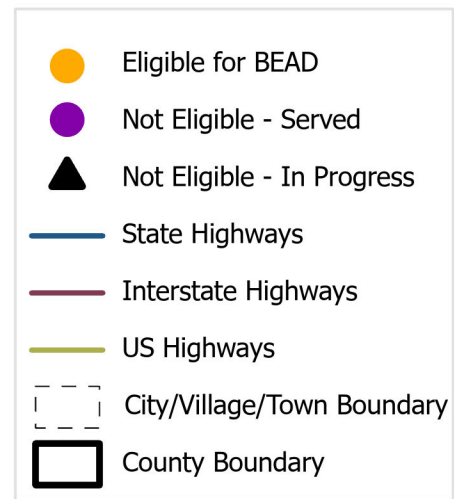 Eligible for BEAD
Not Eligible - Served
Not Eligible - In Progress
State Highways
Interstate Highways
US Highways
City/Village/Town Boundary
County Boundary